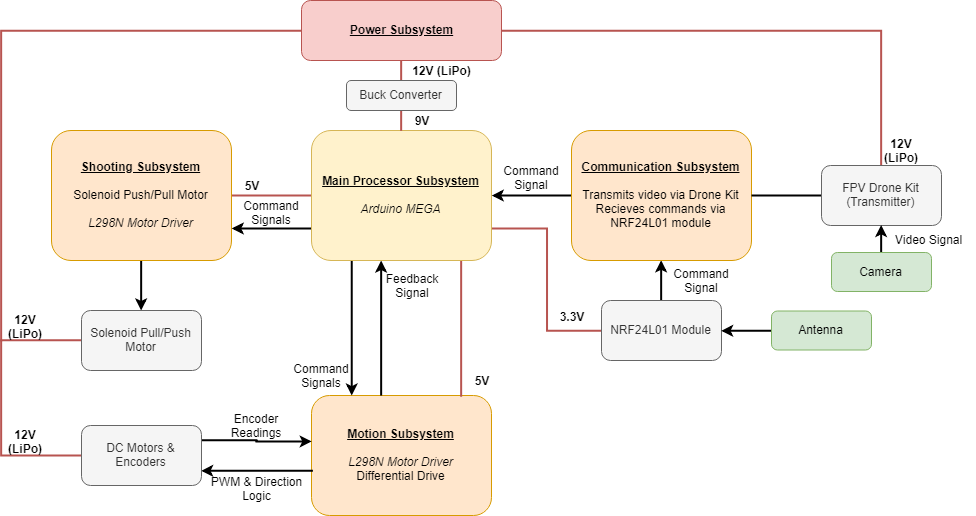 Power Subsystem
12V (LiPo)
Buck Converter
9V
12V
(LiPo)
Shooting Subsystem
Solenoid Push/Pull Motor
L298N Motor Driver
5V
Command
Signals
Main Processor Subsystem
Arduino MEGA
Command
Signal
Communication Subsystem
Transmits video via Drone Kit
Recieves commands via
NRF24L01 module
FPV Drone Kit
(Transmitter)
Video Signal
Camera
Feedback
Signal
Command
Signal
12V
(LiPo)
Solenoid Pull/Push
Motor
3.3V
NRF24L01 Module
Antenna
Command
Signals
5V
12V
(LiPo)
DC Motors &
Encoders
Encoder
Readings
PWM & Direction
Logic
Motion Subsystem
L298N Motor Driver
Differential Drive